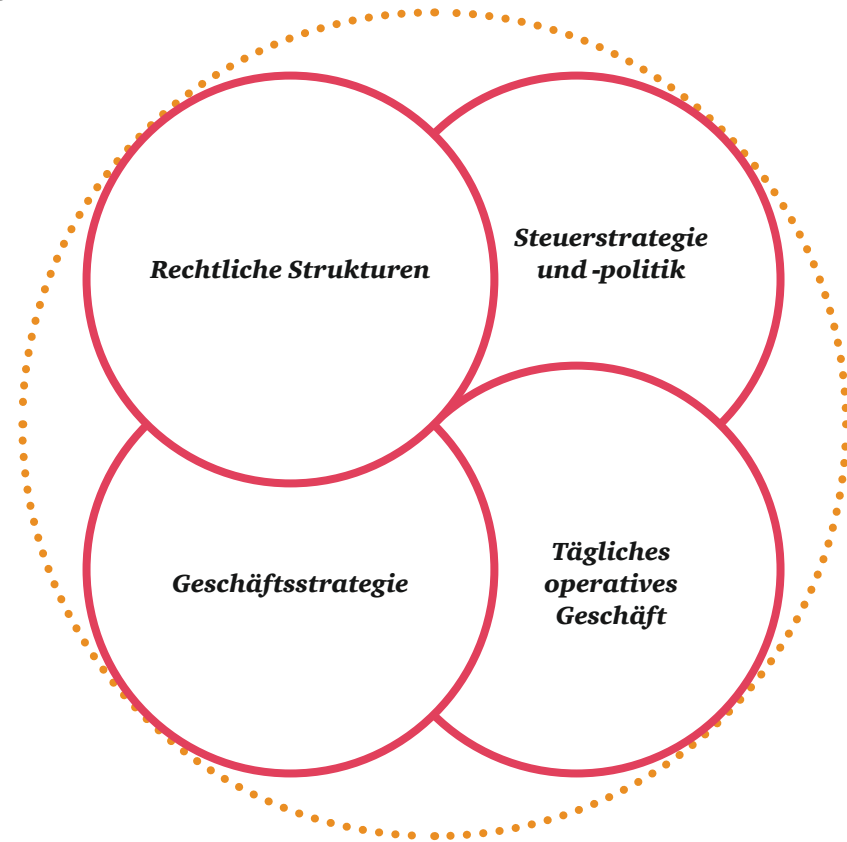 Rechtliche Strukturen
Steuerstrategie
und -politik
Geschäftsstrategie
Tägliches
operatives
Geschäft